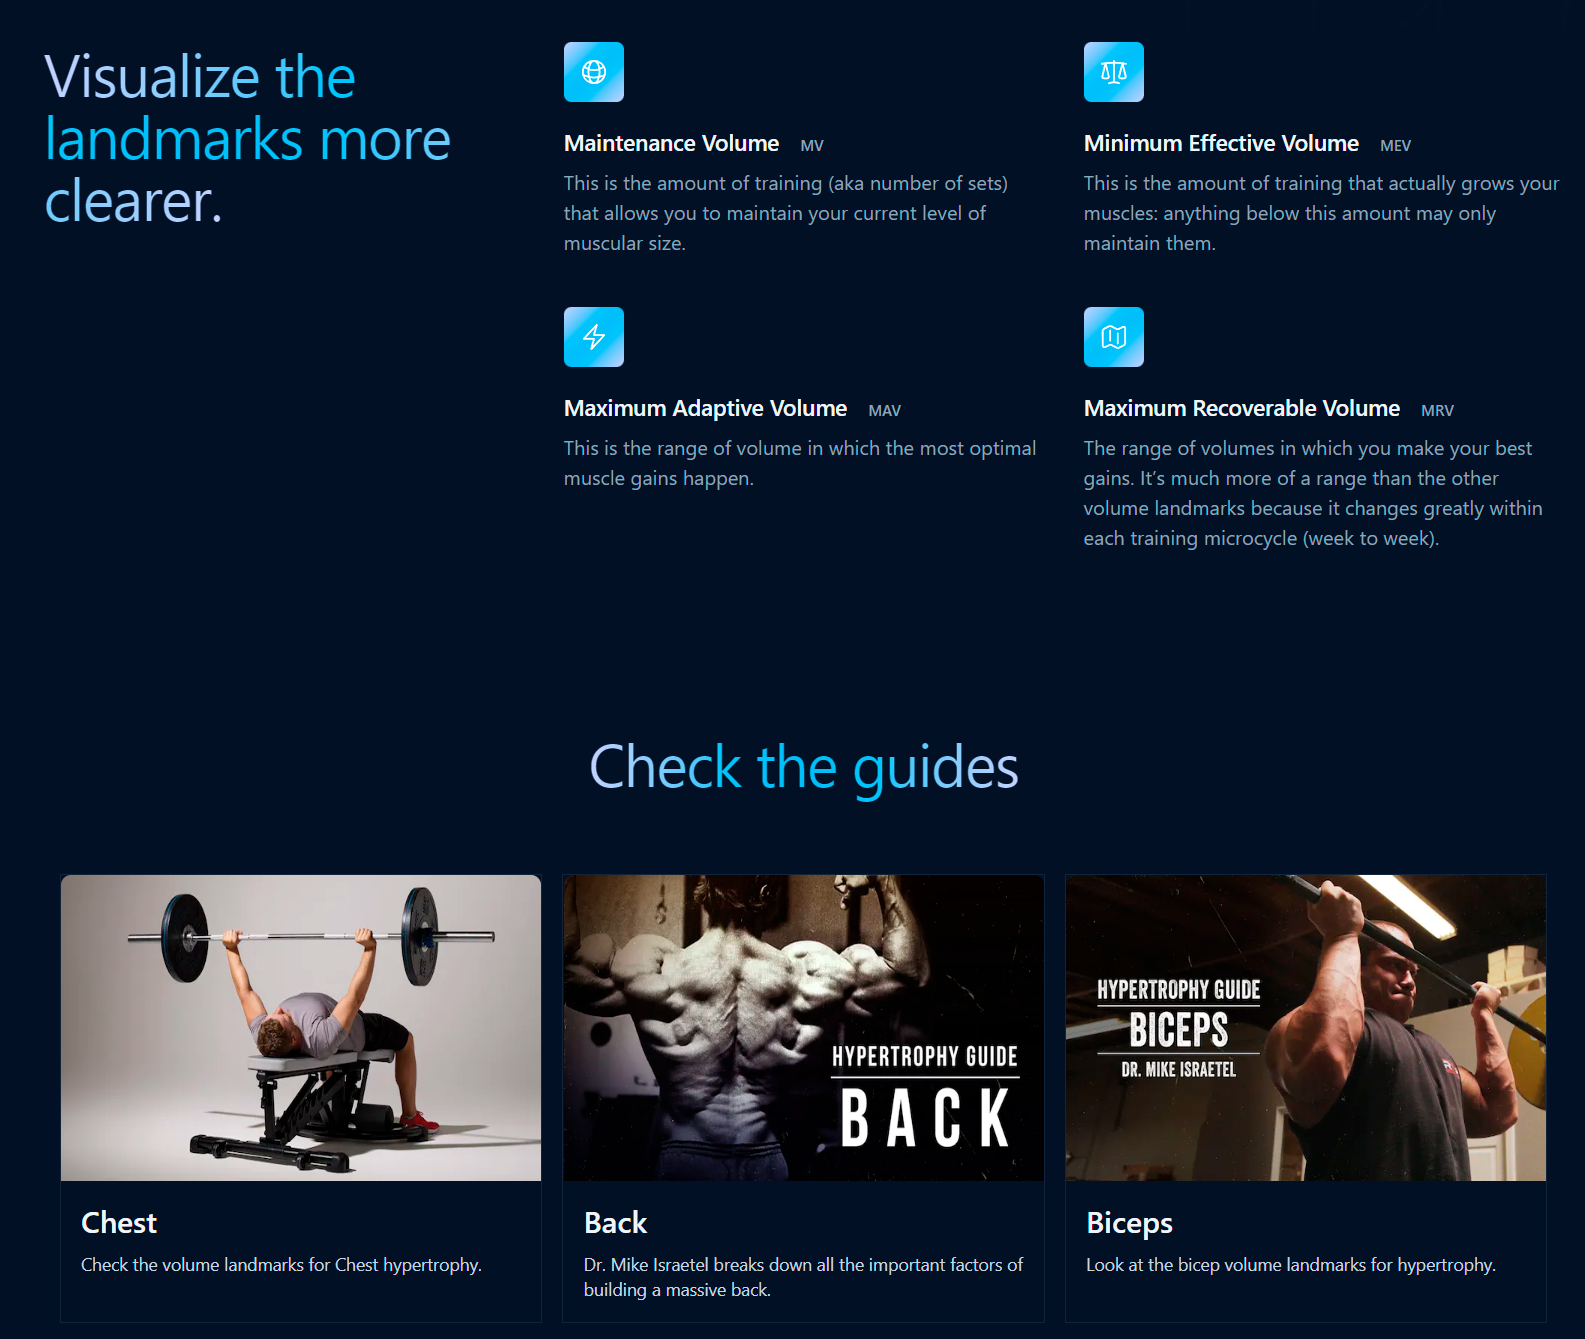 Visualize the
landmarks more
clearer.
Maintenance Volume MV
This is the amount of training (aka number of sets)
that allows you to maintain your current level of
muscular size.
Minimum Effective Volume MEV
This is the amount of training that actually grows your
muscles: anything below this amount may only
maintain them.
Maximum Adaptive Volume MAV
This is the range of volume in which the most optimal
muscle gains happen.
Maximum Recoverable Volume MRV
The range of volumes in which you make your best
gains. It’s much more of a range than the other
volume landmarks because it changes greatly within
each training microcycle (week to week).
Check the guides
HYPERTROPHY GUIDE
BACK
HYPERTROPHY GUIDE
BICEPS
DR. MIKE ISRAETEL
Chest
Check the volume landmarks for Chest hypertrophy.
Back
Dr. Mike Israetel breaks down all the important factors of
building a massive back.
Biceps
Look at the bicep volume landmarks for hypertrophy.